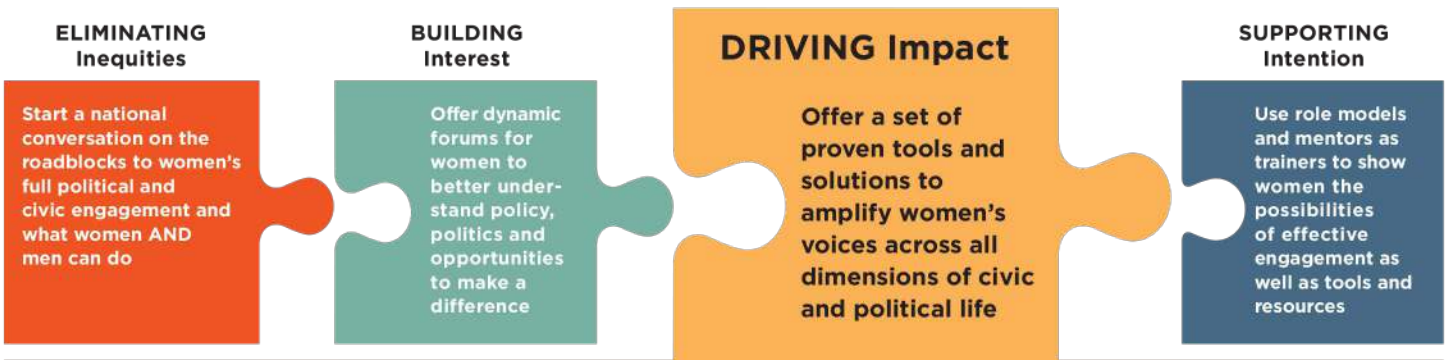 ELIMINATING
Inequities
Start a national
conversation on the
roadblocks to women’s
full political and
civic engagement and
what women AND
men can do
BUILDING
Interest
Offer dynamic
forums for
women to
better under-
stand policy,
politics and
opportunities
to make a
difference
DRIVING Impact
Offer a set of
proven tools and
solutions to
amplify women’s
voices across all
dimensions of civic
and political life
SUPPORTING
Intention
Use role models
and mentors as
trainers to show
women the
possibilities
of effective
engagement as
well as tools and
resources